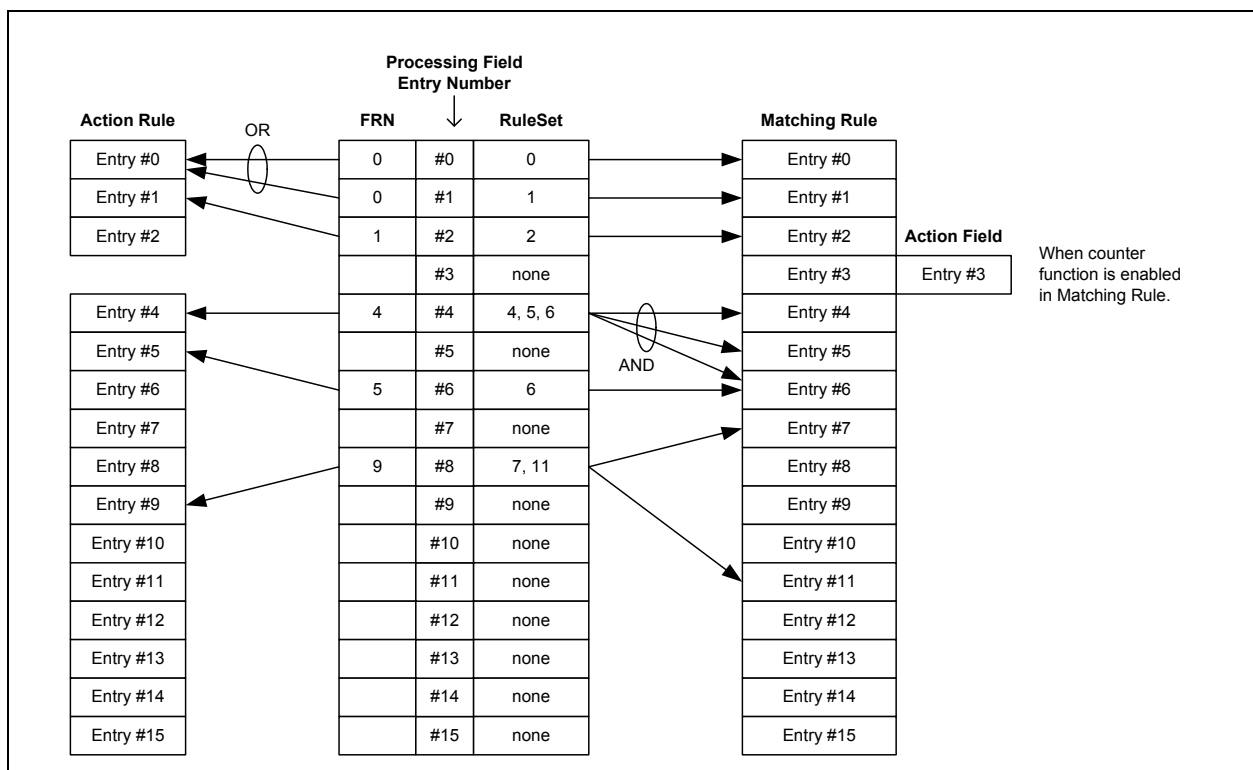 Processing Field
Entry Number
Action Rule OR FRN RuleSet Matching Rule
Entry #0 0 #0 0 Entry #0
Entry #1 0 #1 1 Entry #1
Entry #2 1 #2 2 Entry #2 Action Field
#3 none Entry #3 Entry #3
When counter
function is enabled
in Matching Rule.
Entry #4 4 #4 4, 5, 6 Entry #4
Entry #5 #5 none AND Entry #5
Entry #6 5 #6 6 Entry #6
Entry #7 #7 none Entry #7
Entry #8 9 #8 7, 11 Entry #8
Entry #9 #9 none Entry #9
Entry #10 #10 none Entry #10
Entry #11 #11 none Entry #11
Entry #12 #12 none Entry #12
Entry #13 #13 none Entry #13
Entry #14 #14 none Entry #14
Entry #15 #15 none Entry #15